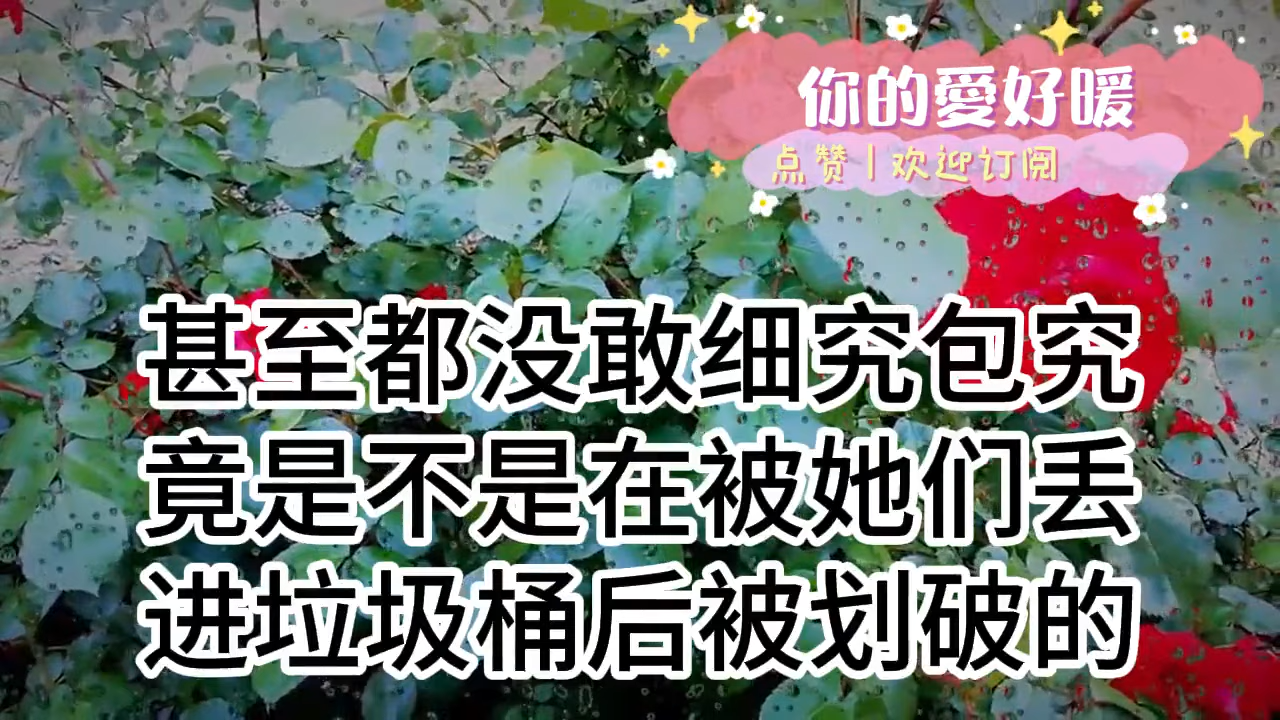 你的愛好暖
点赞 | 欢迎订阅
甚至都没敢细究包究
竟是不是在被她们丢
进垃圾桶后被划破的